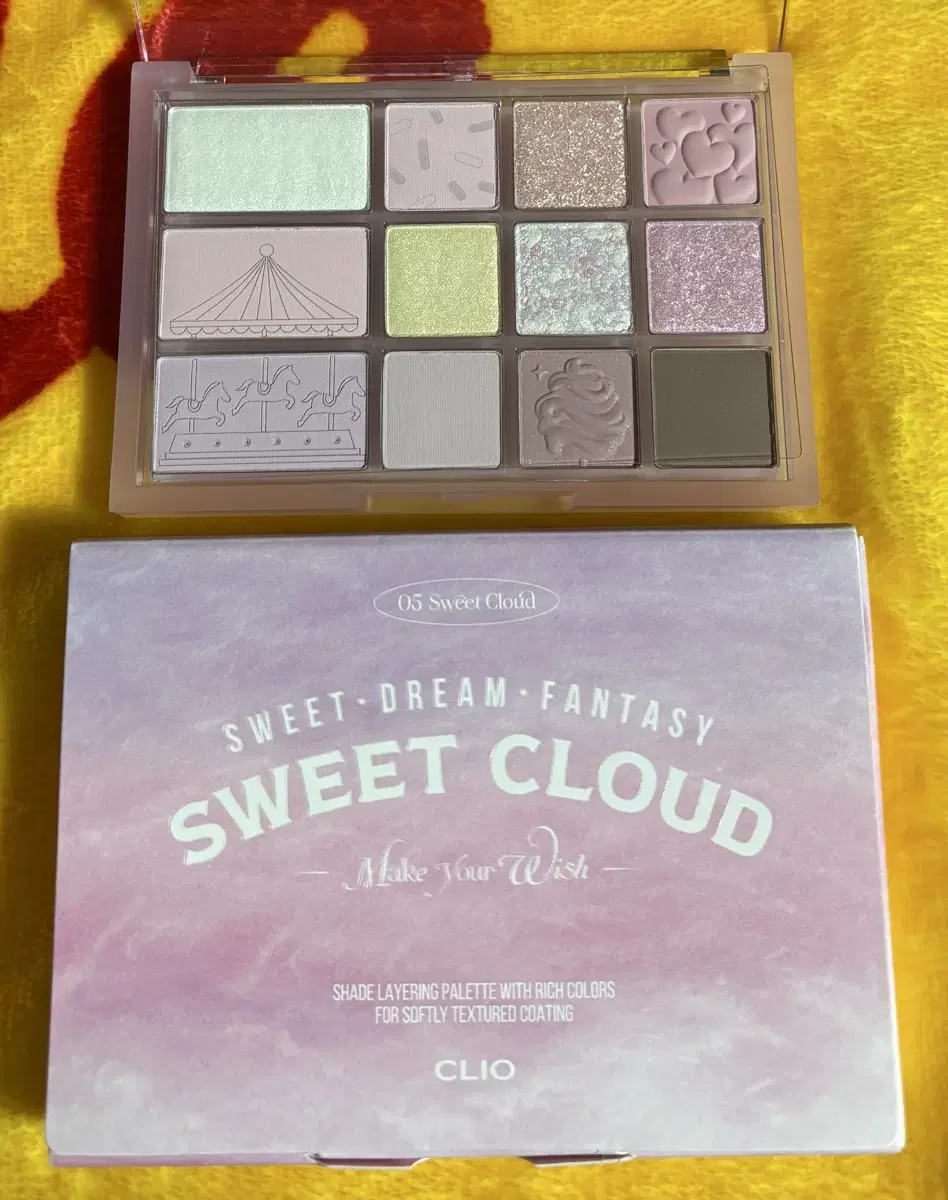 05 Sweet Cloud
SWEET·DREAM·FANTASY
SWEET CLOUD
Make Your Wish
SHADE LAYERING PALETTE WITH RICH COLORS
FOR SOFTLY TEXTURED COATING
CLIO